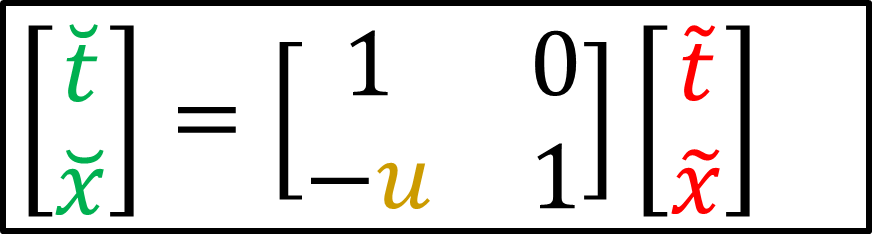 [t̆ x̆] = [1 0 −u 1] [t̃ x̃]